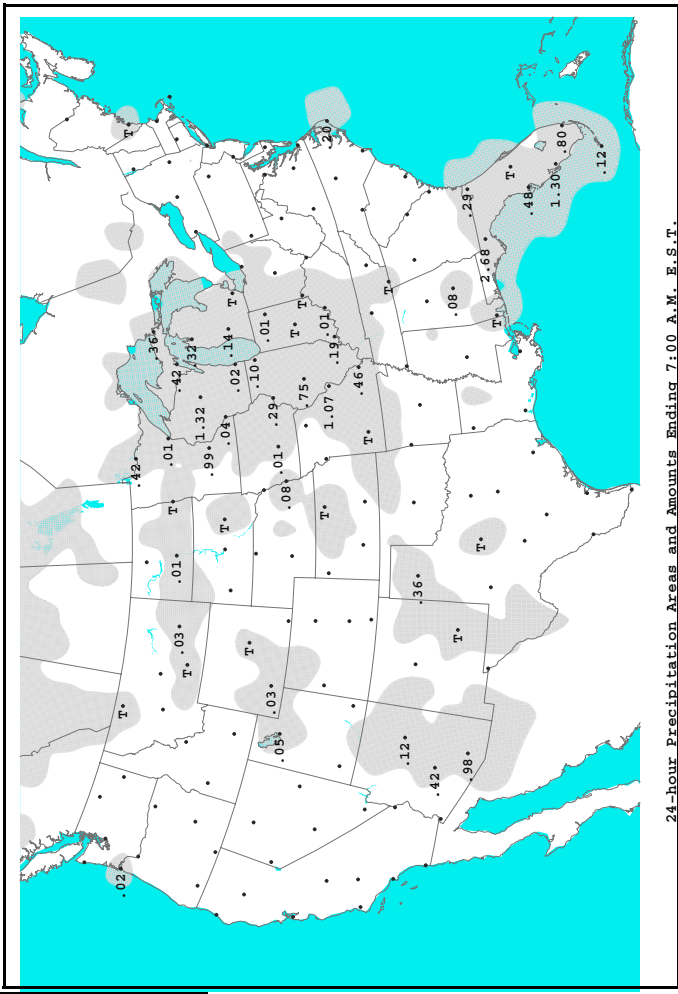 .02
T
T
.42
.36
.01
T
.01
.42
.03
T
.32
1.32
.99
T
.04
.14
T
.02
T
.10
.01
.03
.29
.01
.05
.08
T
T
.75
T
.01
.20
1.07
.19
.46
T
T
.12
.36
.42
.08
T
.98
.29
T
2.68
T
T
.48
1.30
.80
.12
24-hour Precipitation Areas and Amounts Ending 7:00 A.M. E.S.T.